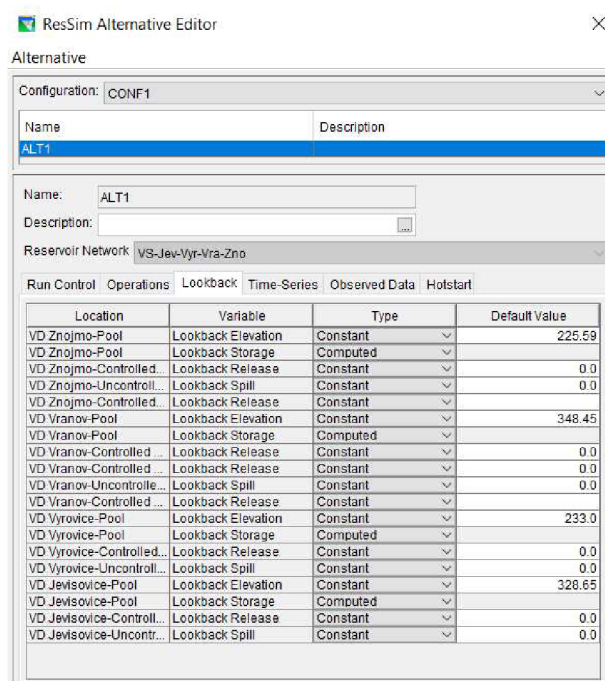 ResSim Alternative Editor
Alternative
Configuration: CONF1
Name Description
ALT1
Name: ALT1
Description: ...
Reservoir Network VS-Jev-Vyr-Vra-Zno
Run Control Operations Lookback Time-Series Observed Data Hotstart
Location Variable Type Default Value
VD Znojmo-Pool Lookback Elevation Constant 225.59
VD Znojmo-Pool Lookback Storage Computed
VD Znojmo-Controlled... Lookback Release Constant 0.0
VD Znojmo-Uncontroll... Lookback Spill Constant 0.0
VD Znojmo-Controlled... Lookback Release Constant
VD Vranov-Pool Lookback Elevation Constant 348.45
VD Vranov-Pool Lookback Storage Computed
VD Vranov-Controlled ... Lookback Release Constant 0.0
VD Vranov-Controlled ... Lookback Release Constant 0.0
VD Vranov-Uncontrolle... Lookback Spill Constant 0.0
VD Vranov-Controlled ... Lookback Release Constant
VD Vyrovice-Pool Lookback Elevation Constant 233.0
VD Vyrovice-Pool Lookback Storage Computed
VD Vyrovice-Controlled... Lookback Release Constant 0.0
VD Vyrovice-Uncontroll... Lookback Spill Constant 0.0
VD Jevisovice-Pool Lookback Elevation Constant 328.65
VD Jevisovice-Pool Lookback Storage Computed
VD Jevisovice-Controll... Lookback Release Constant 0.0
VD Jevisovice-Uncontr... Lookback Spill Constant 0.0